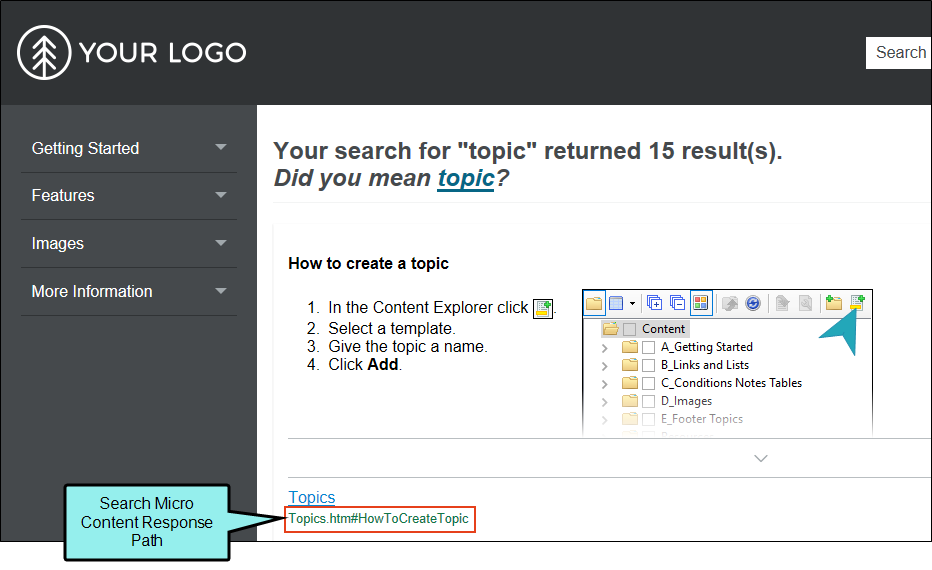 YOUR LOGO
Search
Getting Started
Features
Images
More Information
Your search for "topic" returned 15 result(s).
Did you mean topic?
How to create a topic
1. In the Content Explorer click .
2. Select a template.
3. Give the topic a name.
4. Click Add.
Content
A_Getting Started
B_Links and Lists
C_Conditions Notes Tables
D_Images
E_Footer Topics
Topics
Topics.htm#HowToCreateTopic
Search Micro
Content Response
Path